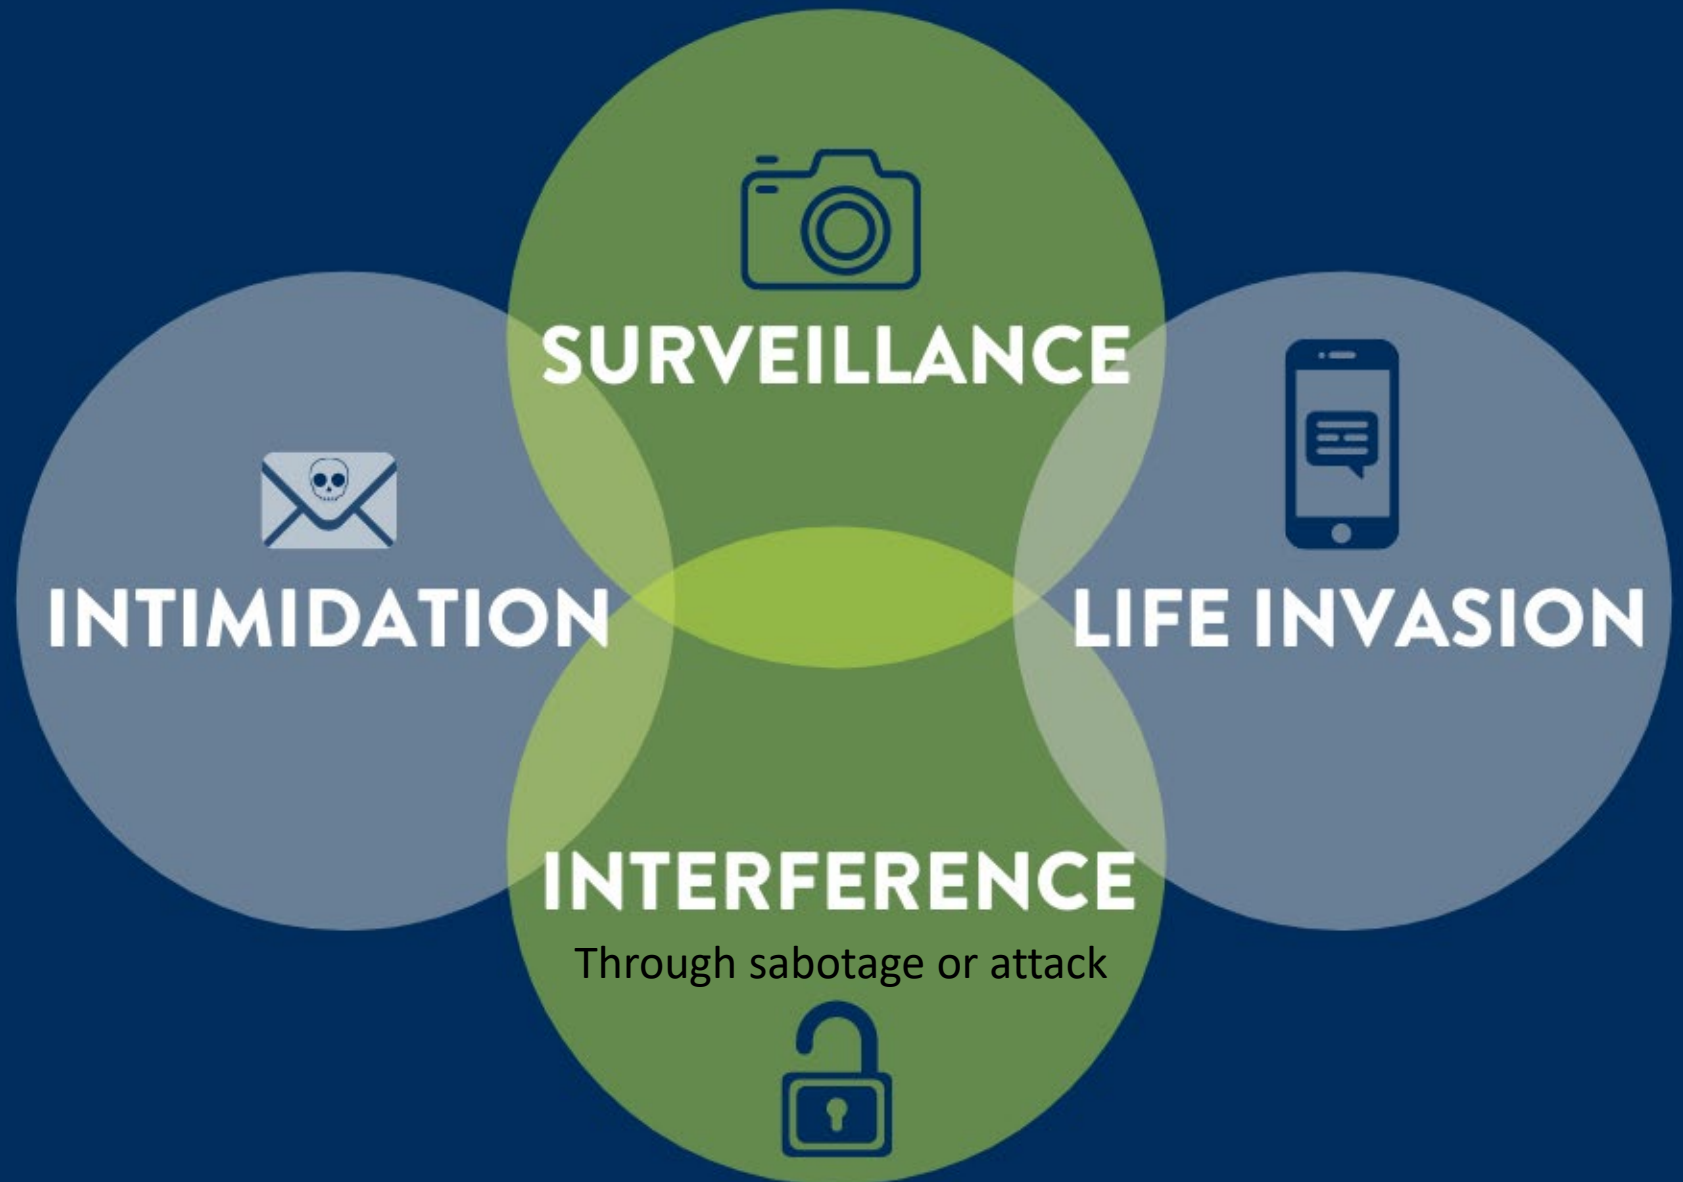 SURVEILLANCE
INTIMIDATION
LIFE INVASION
INTERFERENCE
Through sabotage or attack